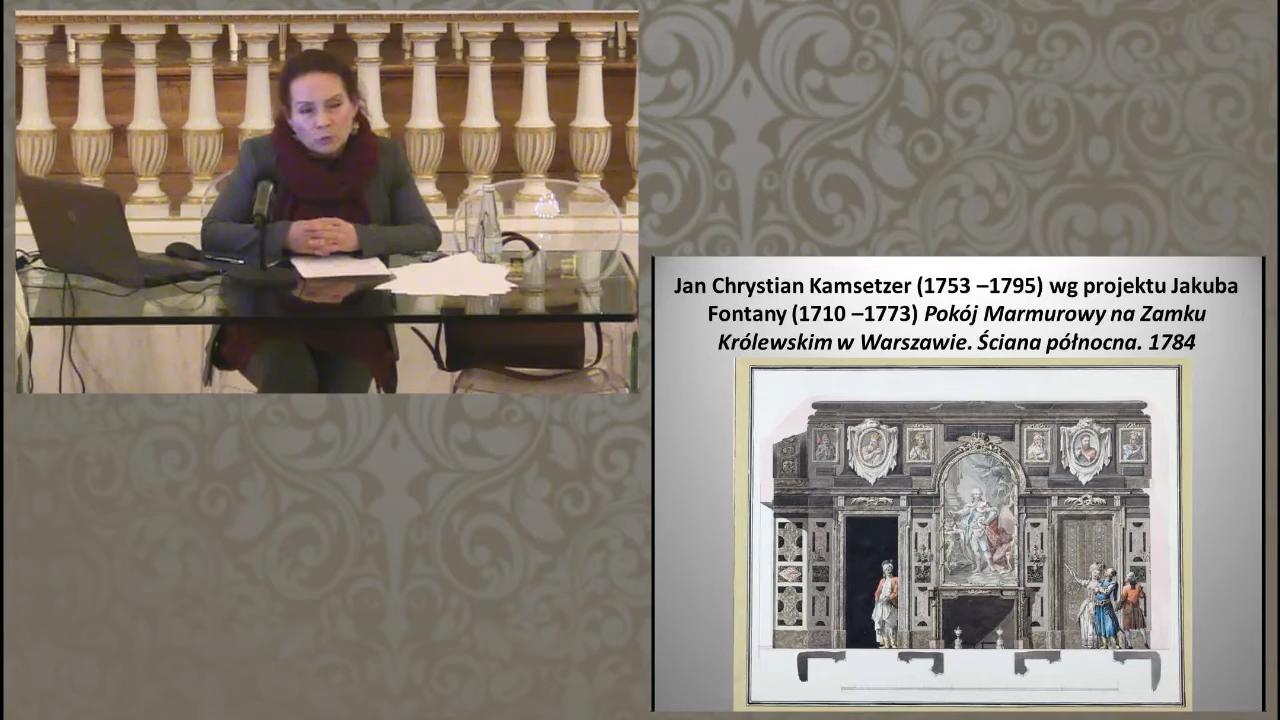 Jan Chrystian Kamsetzer (1753 –1795) wg projektu Jakuba
Fontany (1710 –1773) Pokój Marmurowy na Zamku
Królewskim w Warszawie. Ściana północna. 1784